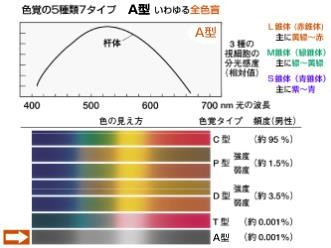 色覚の5種類7タイプ A型 いわゆる全色盲
A型
杆体
3種の
視細胞の
分光感度
(相対値)
L錐体 (赤錐体)
主に黄緑〜赤
M錐体 (緑錐体)
主に緑〜黄緑
S錐体 (青錐体)
主に紫〜青
400 500 600 700 nm 光の波長
色の見え方 色覚タイプ 頻度(男性)
C型 (約95%)
P型 強度 弱度 (約1.5%)
D型 強度 弱度 (約3.5%)
T型 (約0.001%)
A型 (約0.001%)